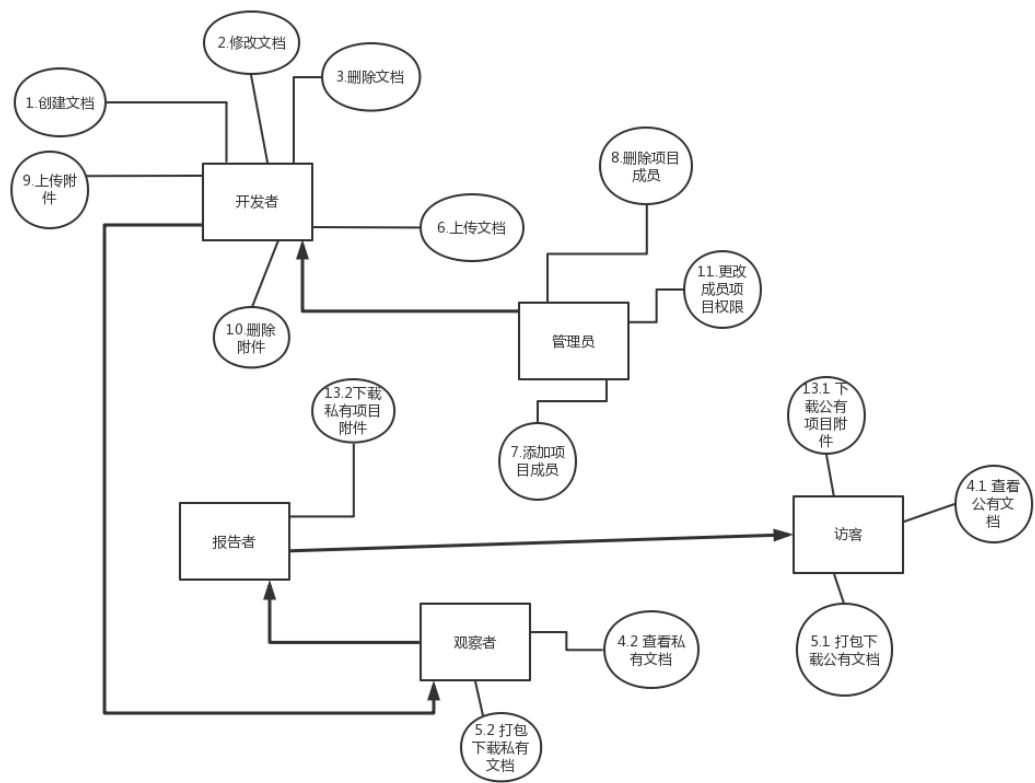 2.修改文档
3.删除文档
1.创建文档
8.删除项目
成员
9.上传附
件
开发者
6.上传文档
11.更改
成员项
目权限
10.删除
附件
管理员
13.2下载
私有项目
附件
13.1 下
载公有
项目附
件
7.添加项
目成员
4.1 查看
公有文
档
报告者
访客
观察者
4.2 查看私
有文档
5.1 打包下
载公有文档
5.2 打包
下载私有
文档